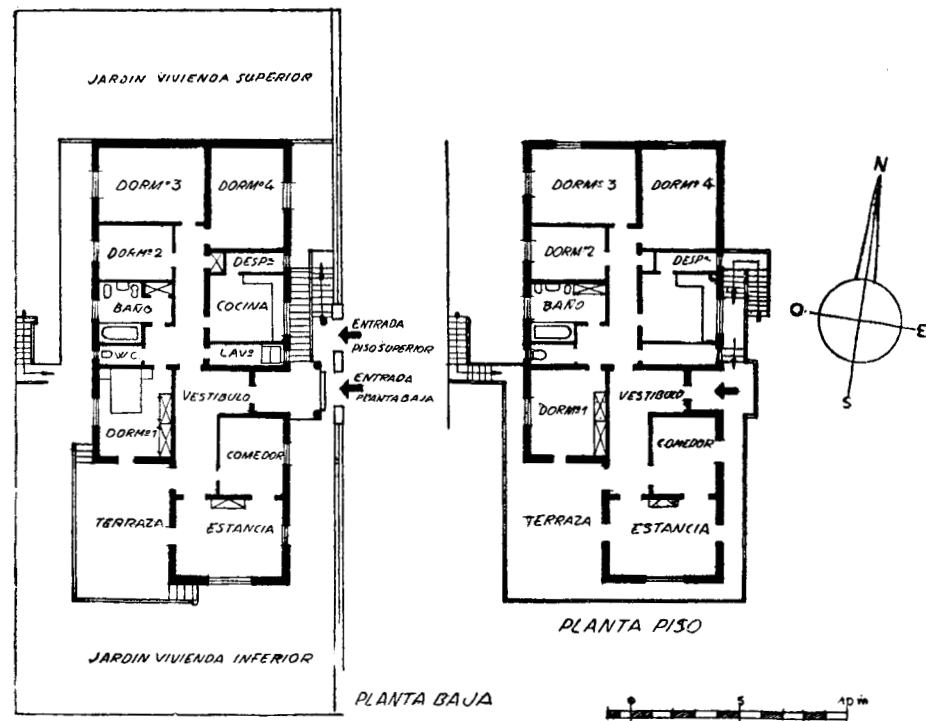 JARDIN VIVIENDA SUPERIOR
DORMº 3
DORMº 4
DORMº 2
DESPª
BAÑO
COCINA
W.C.
LAVº
ENTRADA
PISO SUPERIOR
ENTRADA
PLANTA BAJA
VESTIBULO
DORMº 1
COMEDOR
TERRAZA
ESTANCIA
JARDIN VIVIENDA INFERIOR
PLANTA BAJA
DORMº 3
DORMº 4
DORMº 2
DESPª
BAÑO
DORMº 1
VESTIBULO
COMEDOR
TERRAZA
ESTANCIA
PLANTA PISO
N
O
E
S
0 5 10 m